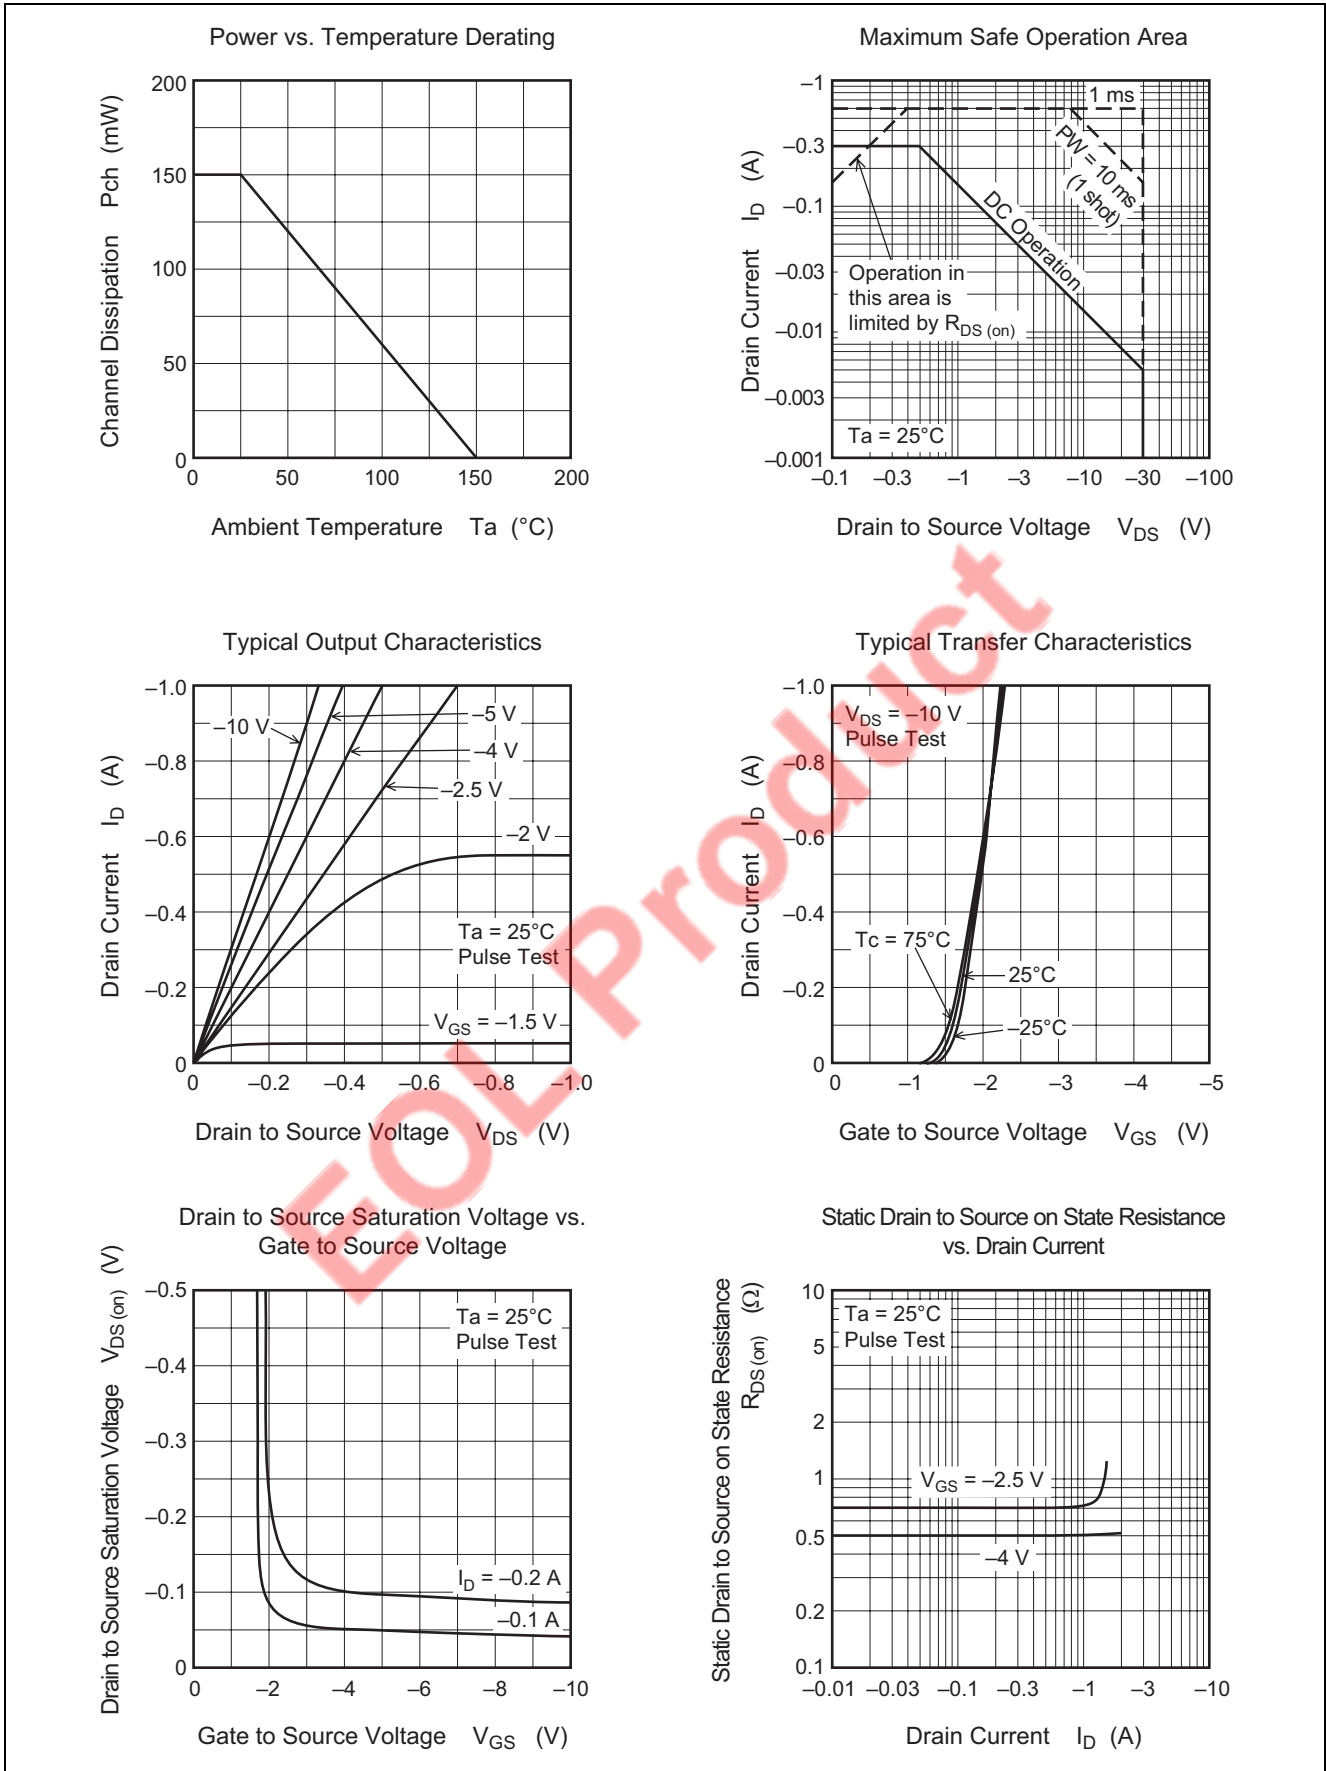 Power vs. Temperature Derating
Channel Dissipation Pch (mW)
200
150
100
50
0
0 50 100 150 200
Ambient Temperature Ta (°C)
Maximum Safe Operation Area
Drain Current ID (A)
–1
–0.3
–0.1
–0.03
–0.01
–0.003
–0.001
1 ms
PW = 10 ms
(1 shot)
DC Operation
Operation in
this area is
limited by RDS (on)
Ta = 25°C
–0.1 –0.3 –1 –3 –10 –30 –100
Drain to Source Voltage VDS (V)
Typical Output Characteristics
Drain Current ID (A)
–1.0
–0.8
–0.6
–0.4
–0.2
0
–10 V
–5 V
–4 V
–2.5 V
–2 V
Ta = 25°C
Pulse Test
VGS = –1.5 V
0 –0.2 –0.4 –0.6 –0.8 –1.0
Drain to Source Voltage VDS (V)
Typical Transfer Characteristics
Drain Current ID (A)
–1.0
–0.8
–0.6
–0.4
–0.2
0
VDS = –10 V
Pulse Test
Tc = 75°C
25°C
–25°C
0 –1 –2 –3 –4 –5
Gate to Source Voltage VGS (V)
EOL Product
Drain to Source Saturation Voltage vs.
Gate to Source Voltage
Drain to Source Saturation Voltage VDS (on) (V)
–0.5
–0.4
–0.3
–0.2
–0.1
0
Ta = 25°C
Pulse Test
ID = –0.2 A
–0.1 A
0 –2 –4 –6 –8 –10
Gate to Source Voltage VGS (V)
Static Drain to Source on State Resistance
vs. Drain Current
Static Drain to Source on State Resistance
RDS (on) (Ω)
10
5
2
1
0.5
0.2
0.1
Ta = 25°C
Pulse Test
VGS = –2.5 V
–4 V
–0.01 –0.03 –0.1 –0.3 –1 –3 –10
Drain Current ID (A)